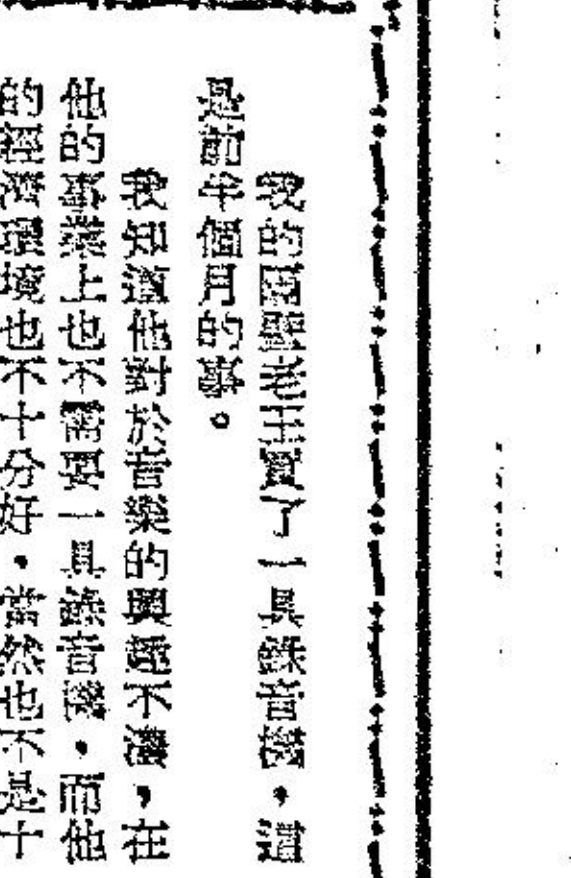 我的隔壁老王買了一具錄音機，這
是前半個月的事。
我知道他對於音樂的興趣不濃，在
他的事業上也不需要一具錄音機，而他
的經濟環境也不十分好，當然也不是十